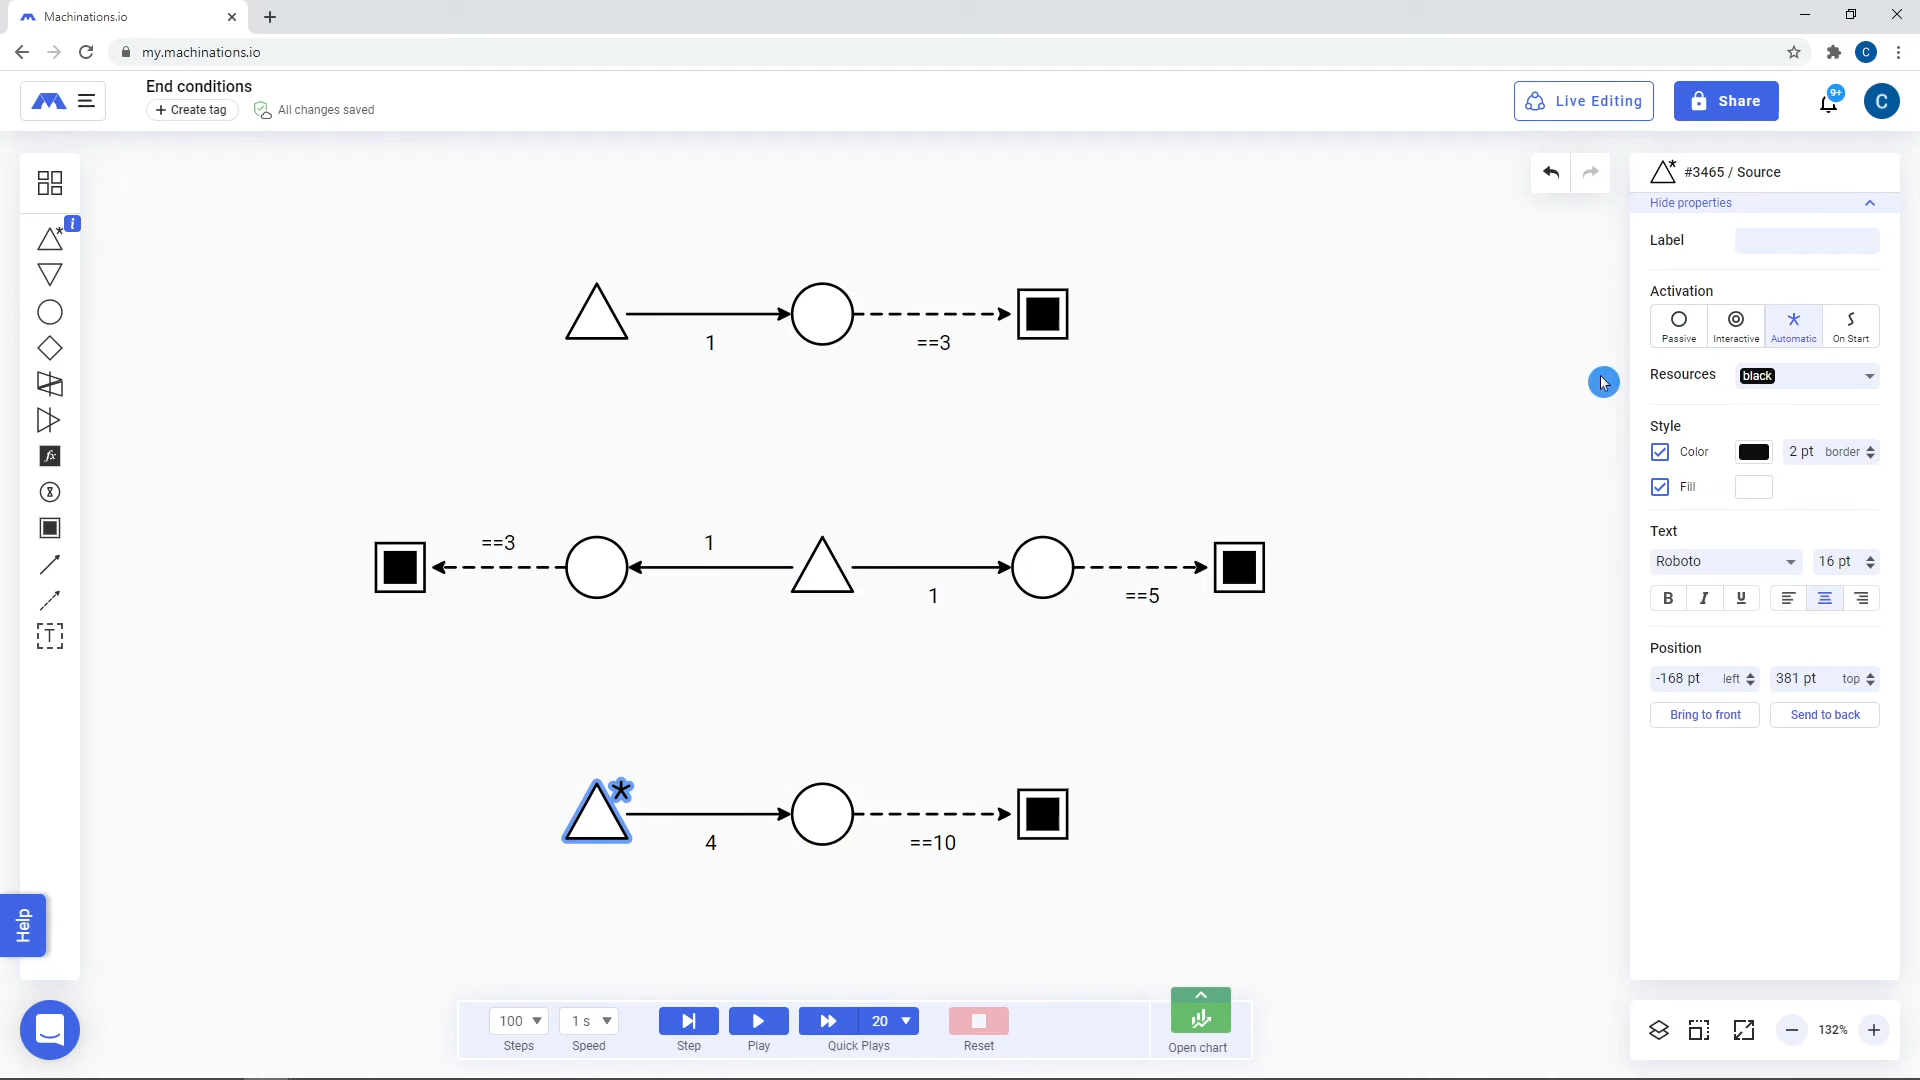 Machinations.io
my.machinations.io
C
End conditions
+ Create tag
All changes saved
Live Editing
Share
9+
C
#3465 / Source
Hide properties
Label
Activation
Passive
Interactive
Automatic
On Start
Resources
black
Style
Color
2 pt border
Fill
Text
Roboto
16 pt
B I U
Position
-168 pt left
381 pt top
Bring to front
Send to back
i
fx
T
1
==3
==3
1
1
==5
4
==10
Help
100
Steps
1 s
Speed
Step
Play
20
Quick Plays
Reset
Open chart
132%